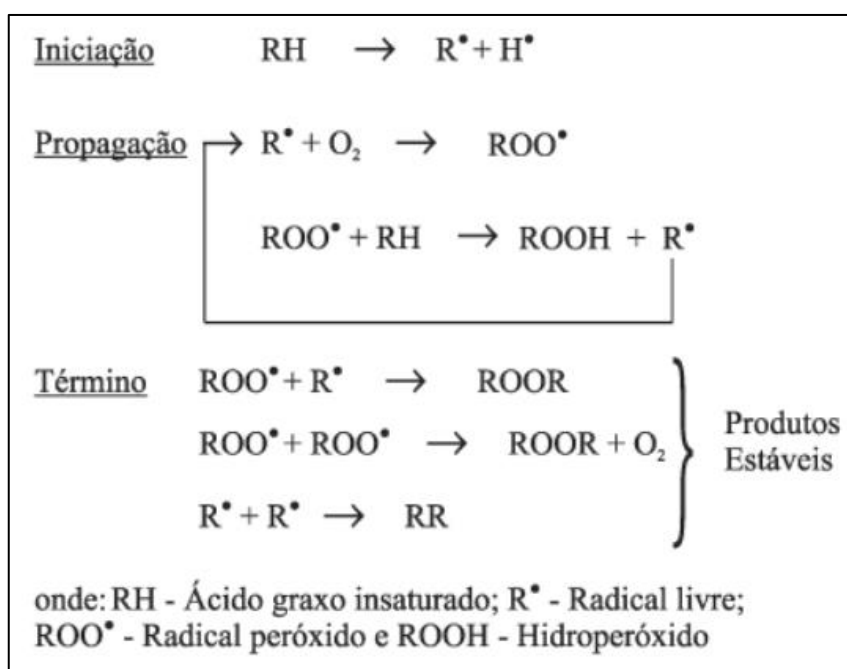 Iniciação RH → R• + H•
Propagação → R• + O₂ → ROO•
ROO• + RH → ROOH + R•
Término ROO• + R• → ROOR
ROO• + ROO• → ROOR + O₂
R• + R• → RR
Produtos
Estáveis
onde: RH - Ácido graxo insaturado; R• - Radical livre;
ROO• - Radical peróxido e ROOH - Hidroperóxido